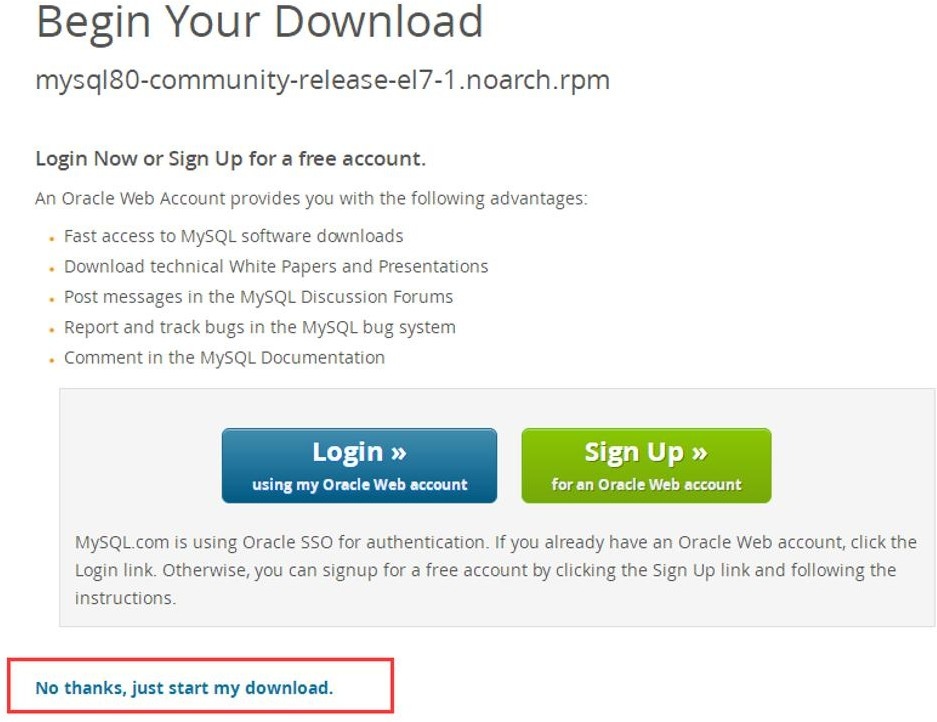 Begin Your Download
mysql80-community-release-el7-1.noarch.rpm
Login Now or Sign Up for a free account.
An Oracle Web Account provides you with the following advantages:
Fast access to MySQL software downloads
Download technical White Papers and Presentations
Post messages in the MySQL Discussion Forums
Report and track bugs in the MySQL bug system
Comment in the MySQL Documentation
Login »
using my Oracle Web account
Sign Up »
for an Oracle Web account
MySQL.com is using Oracle SSO for authentication. If you already have an Oracle Web account, click the
Login link. Otherwise, you can signup for a free account by clicking the Sign Up link and following the
instructions.
No thanks, just start my download.